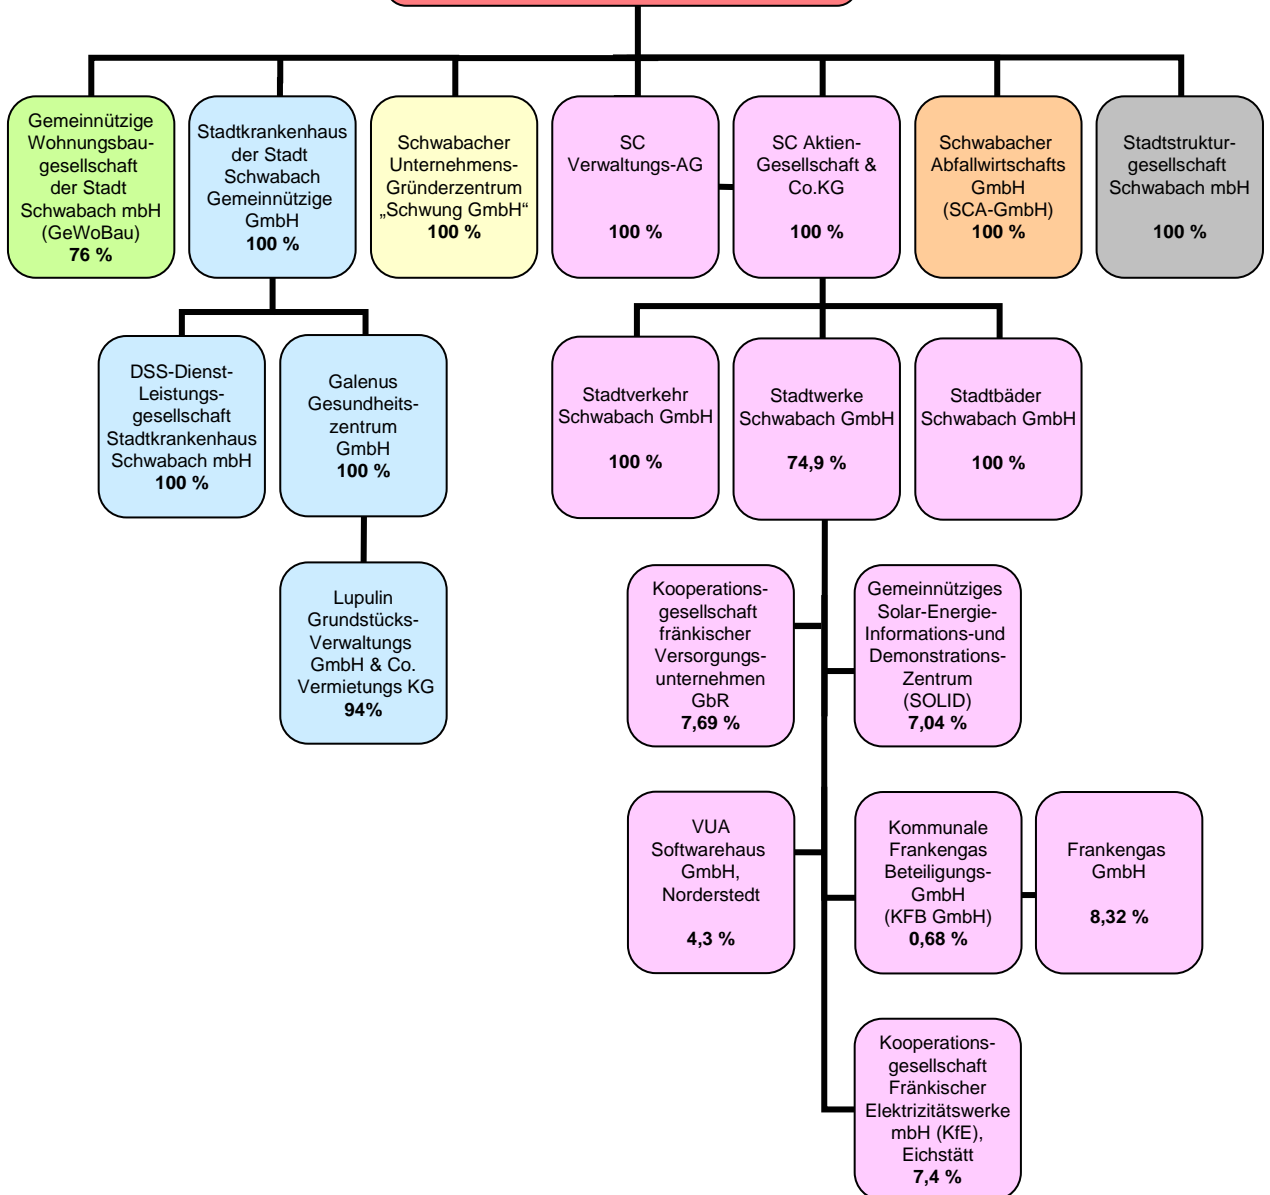 Gemeinnützige
Wohnungsbau-
gesellschaft
der Stadt
Schwabach mbH
(GeWoBau)
76 %
Stadtkrankenhaus
der Stadt
Schwabach
Gemeinnützige
GmbH
100 %
Schwabacher
Unternehmens-
Gründerzentrum
„Schwung GmbH“
100 %
SC
Verwaltungs-AG
100 %
SC Aktien-
Gesellschaft &
Co.KG
100 %
Schwabacher
Abfallwirtschafts
GmbH
(SCA-GmbH)
100 %
Stadtstruktur-
gesellschaft
Schwabach mbH
100 %
DSS-Dienst-
Leistungs-
gesellschaft
Stadtkrankenhaus
Schwabach mbH
100 %
Galenus
Gesundheits-
zentrum
GmbH
100 %
Stadtverkehr
Schwabach GmbH
100 %
Stadtwerke
Schwabach GmbH
74,9 %
Stadtbäder
Schwabach GmbH
100 %
Lupulin
Grundstücks-
Verwaltungs
GmbH & Co.
Vermietungs KG
94%
Kooperations-
gesellschaft
fränkischer
Versorgungs-
unternehmen
GbR
7,69 %
Gemeinnütziges
Solar-Energie-
Informations-und
Demonstrations-
Zentrum
(SOLID)
7,04 %
VUA
Softwarehaus
GmbH,
Norderstedt
4,3 %
Kommunale
Frankengas
Beteiligungs-
GmbH
(KFB GmbH)
0,68 %
Frankengas
GmbH
8,32 %
Kooperations-
gesellschaft
Fränkischer
Elektrizitätswerke
mbH (KfE),
Eichstätt
7,4 %